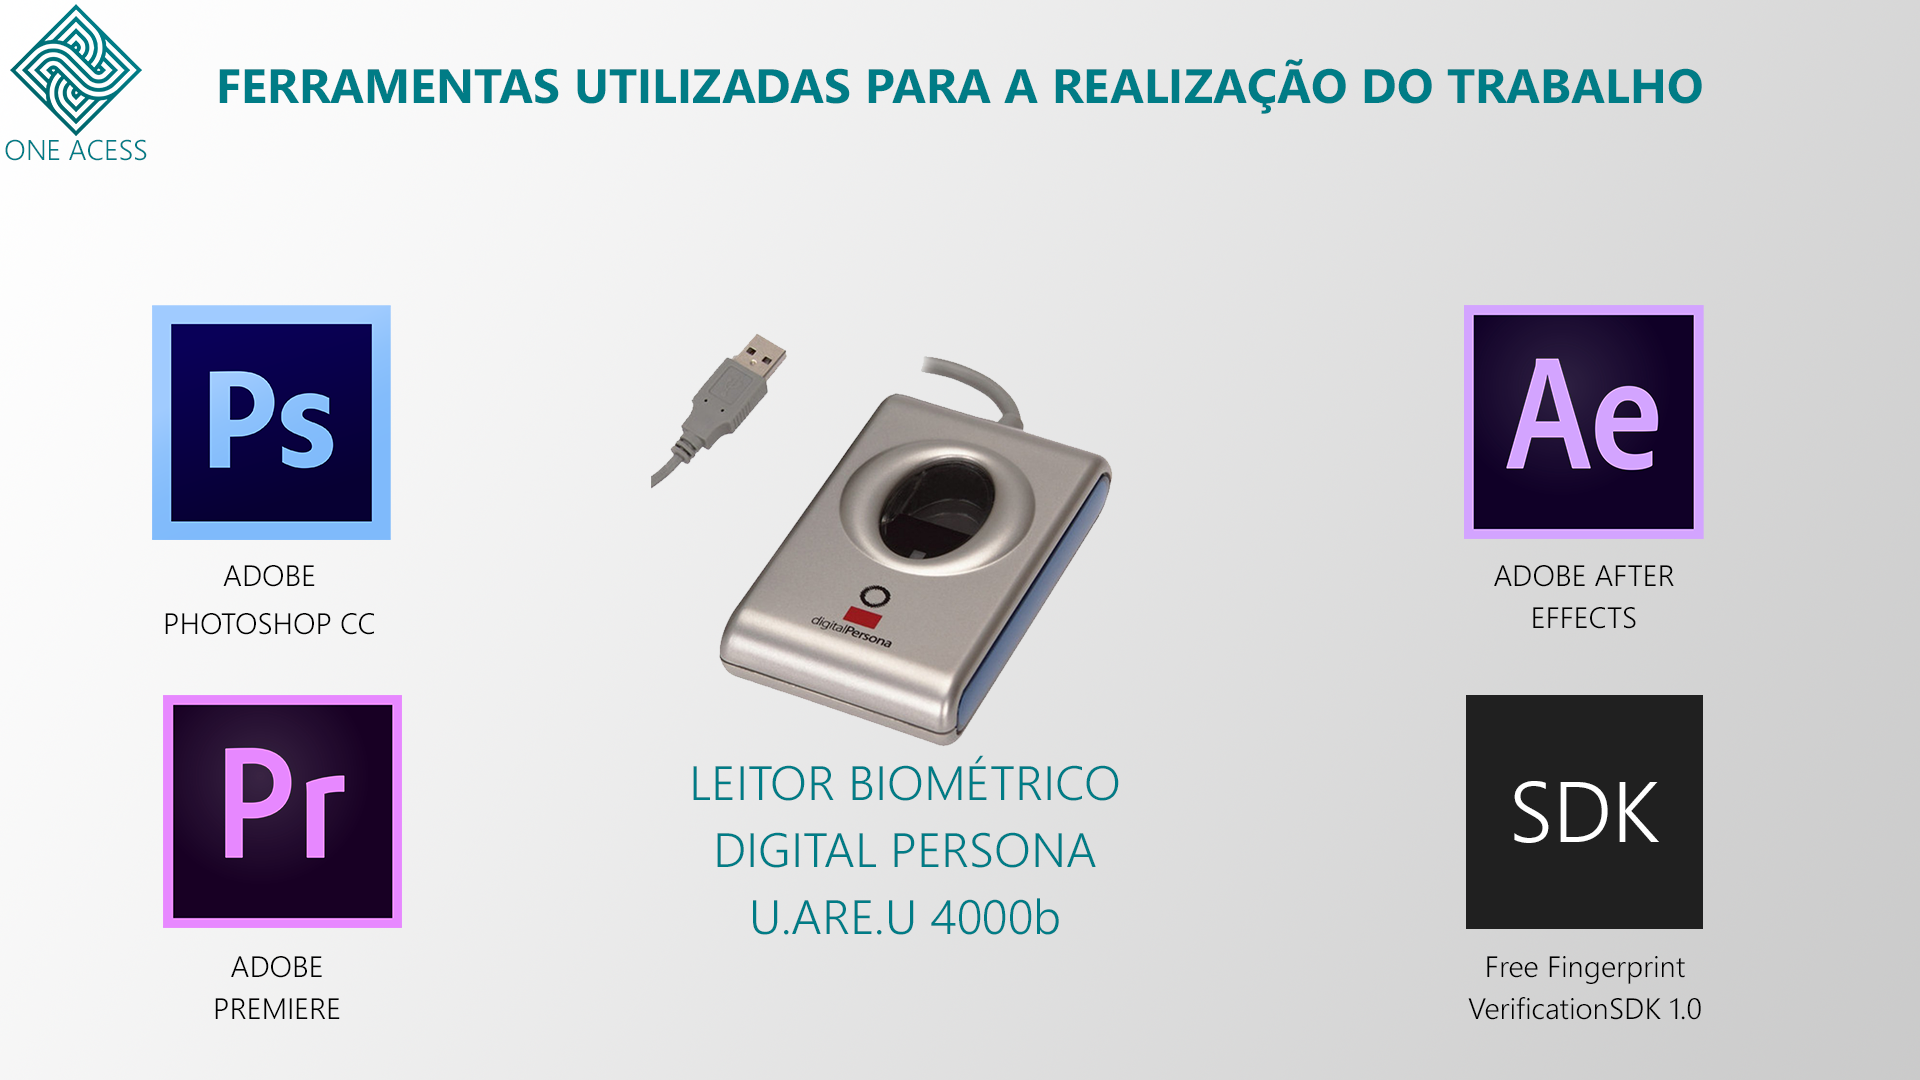 ONE ACESS
FERRAMENTAS UTILIZADAS PARA A REALIZAÇÃO DO TRABALHO
Ps
ADOBE
PHOTOSHOP CC
Pr
ADOBE
PREMIERE
digitalPersona
LEITOR BIOMÉTRICO
DIGITAL PERSONA
U.ARE.U 4000b
Ae
ADOBE AFTER
EFFECTS
SDK
Free Fingerprint
VerificationSDK 1.0